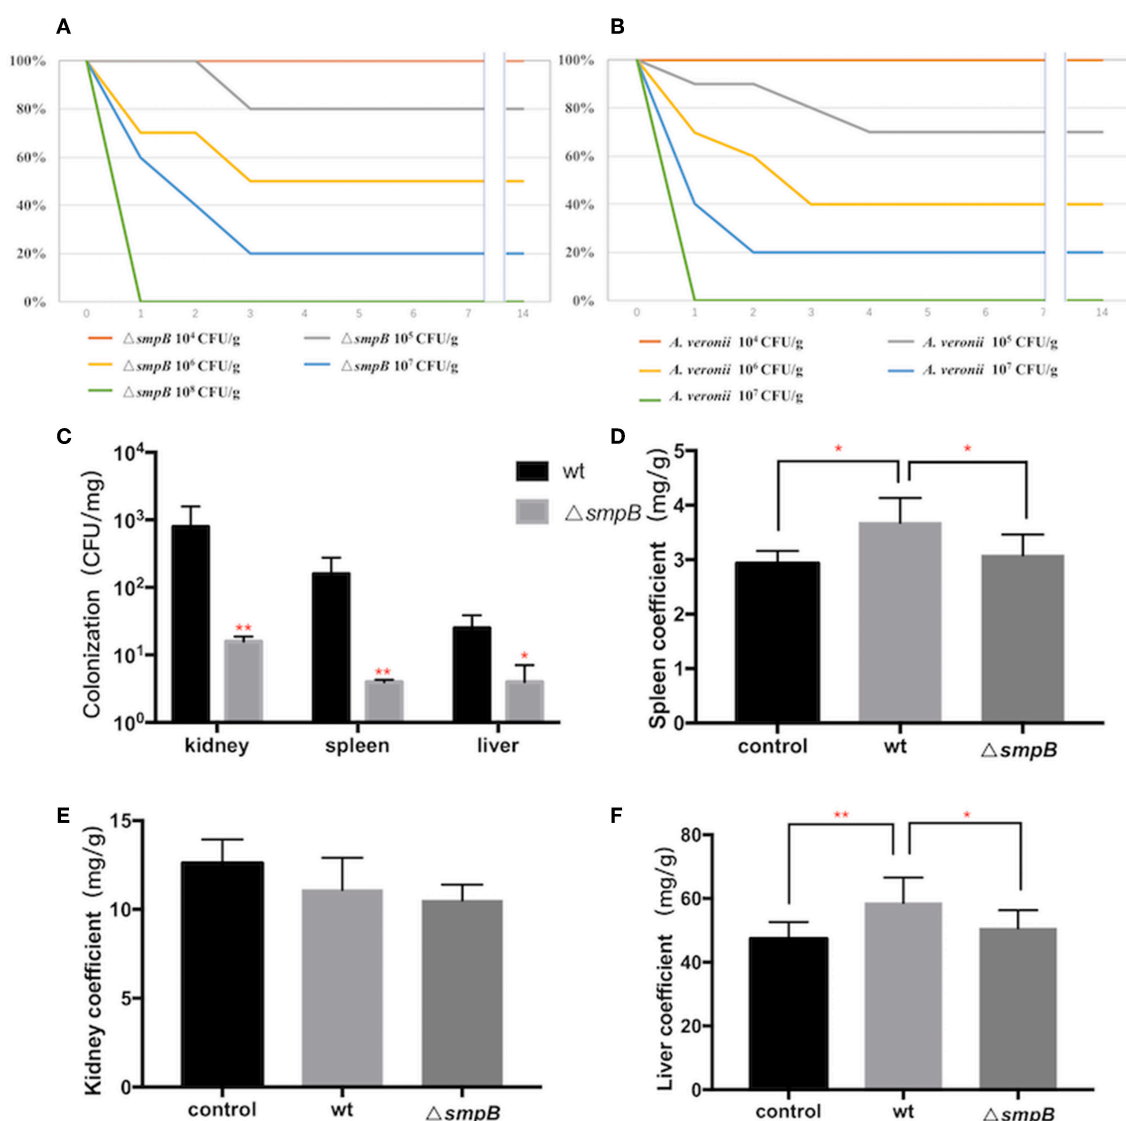 A
100%
80%
60%
40%
20%
0%
0 1 2 3 4 5 6 7 14
△smpB 10⁴ CFU/g △smpB 10⁵ CFU/g
△smpB 10⁶ CFU/g △smpB 10⁷ CFU/g
△smpB 10⁸ CFU/g
B
100%
80%
60%
40%
20%
0%
0 1 2 3 4 5 6 7 14
A. veronii 10⁴ CFU/g A. veronii 10⁵ CFU/g
A. veronii 10⁶ CFU/g A. veronii 10⁷ CFU/g
A. veronii 10⁷ CFU/g
C
Colonization (CFU/mg)
10⁴
10³
10²
10¹
10⁰
wt
△smpB
**
**
*
kidney spleen liver
D
Spleen coefficient (mg/g)
5
4
3
2
1
0
* *
control wt △smpB
E
Kidney coefficient (mg/g)
15
10
5
0
control wt △smpB
F
Liver coefficient (mg/g)
80
60
40
20
0
** *
control wt △smpB